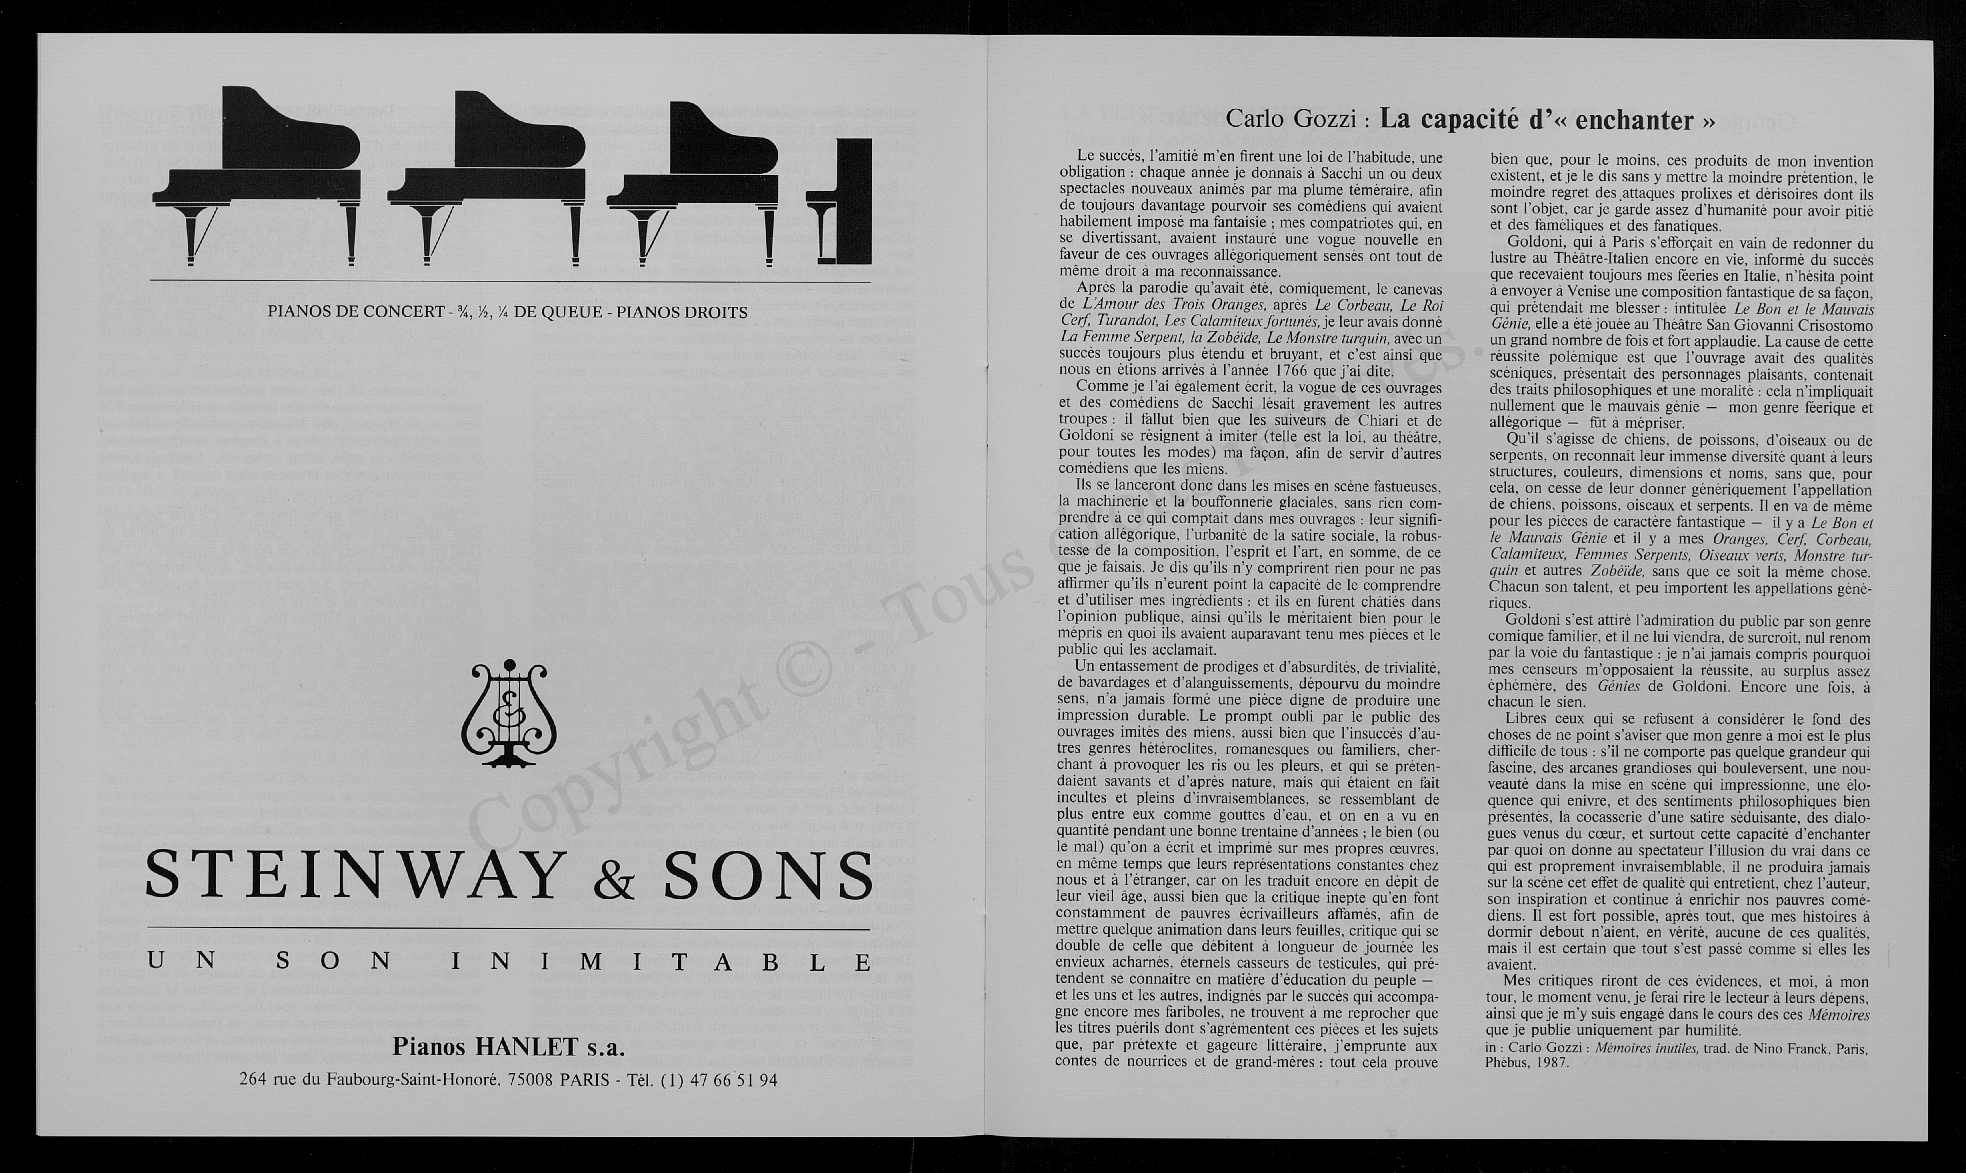 PIANOS DE CONCERT - ¾, ½, ¼ DE QUEUE - PIANOS DROITS
STEINWAY & SONS
UN SON INIMITABLE
Pianos HANLET s.a.
264 rue du Faubourg-Saint-Honoré, 75008 PARIS - Tél. (1) 47 66 51 94
Carlo Gozzi : La capacité d'« enchanter »
Le succès, l'amitié m'en firent une loi de l'habitude, une
obligation : chaque année je donnais à Sacchi un ou deux
spectacles nouveaux animés par ma plume téméraire, afin
de toujours davantage pourvoir ses comédiens qui avaient
habilement imposé ma fantaisie ; mes compatriotes qui, en
se divertissant, avaient instauré une vogue nouvelle en
faveur de ces ouvrages allégoriquement sensés ont tout de
même droit à ma reconnaissance.
Après la parodie qu'avait été, comiquement, le canevas
de L'Amour des Trois Oranges, après Le Corbeau, Le Roi
Cerf, Turandot, Les Calamiteux fortunés, je leur avais donné
La Femme Serpent, la Zobéïde, Le Monstre turquin, avec un
succès toujours plus étendu et bruyant, et c'est ainsi que
nous en étions arrivés à l'année 1766 que j'ai dite.
Comme je l'ai également écrit, la vogue de ces ouvrages
et des comédiens de Sacchi lésait gravement les autres
troupes : il fallut bien que les suiveurs de Chiari et de
Goldoni se résignent à imiter (telle est la loi, au théâtre,
pour toutes les modes) ma façon, afin de servir d'autres
comédiens que les miens.
Ils se lanceront donc dans les mises en scène fastueuses,
la machinerie et la bouffonnerie glaciales, sans rien com-
prendre à ce qui comptait dans mes ouvrages : leur signifi-
cation allégorique, l'urbanité de la satire sociale, la robus-
tesse de la composition, l'esprit et l'art, en somme, de ce
que je faisais. Je dis qu'ils n'y comprirent rien pour ne pas
affirmer qu'ils n'eurent point la capacité de le comprendre
et d'utiliser mes ingrédients : et ils en furent châtiés dans
l'opinion publique, ainsi qu'ils le méritaient bien pour le
mépris en quoi ils avaient auparavant tenu mes pièces et le
public qui les acclamait.
Un entassement de prodiges et d'absurdités, de trivialité,
de bavardages et d'alanguissements, dépourvu du moindre
sens, n'a jamais formé une pièce digne de produire une
impression durable. Le prompt oubli par le public des
ouvrages imités des miens, aussi bien que l'insuccès d'au-
tres genres hétéroclites, romanesques ou familiers, cher-
chant à provoquer les ris ou les pleurs, et qui se préten-
daient savants et d'après nature, mais qui étaient en fait
incultes et pleins d'invraisemblances, se ressemblant de
plus entre eux comme gouttes d'eau, et on en a vu en
quantité pendant une bonne trentaine d'années ; le bien (ou
le mal) qu'on a écrit et imprimé sur mes propres œuvres,
en même temps que leurs représentations constantes chez
nous et à l'étranger, car on les traduit encore en dépit de
leur vieil âge, aussi bien que la critique inepte qu'en font
constamment de pauvres écrivailleurs affamés, afin de
mettre quelque animation dans leurs feuilles, critique qui se
double de celle que débitent à longueur de journée les
envieux acharnés, éternels casseurs de testicules, qui pré-
tendent se connaitre en matière d'éducation du peuple —
et les uns et les autres, indignés par le succès qui accompa-
gne encore mes fariboles, ne trouvent à me reprocher que
les titres puérils dont s'agrémentent ces pièces et les sujets
que, par prétexte et gageure littéraire, j'emprunte aux
contes de nourrices et de grand-mères : tout cela prouve
bien que, pour le moins, ces produits de mon invention
existent, et je le dis sans y mettre la moindre prétention, le
moindre regret des attaques prolixes et dérisoires dont ils
sont l'objet, car je garde assez d'humanité pour avoir pitié
et des faméliques et des fanatiques.
Goldoni, qui à Paris s'efforçait en vain de redonner du
lustre au Théâtre-Italien encore en vie, informé du succès
que recevaient toujours mes féeries en Italie, n'hésita point
à envoyer à Venise une composition fantastique de sa façon,
qui prétendait me blesser : intitulée Le Bon et le Mauvais
Génie, elle a été jouée au Théâtre San Giovanni Crisostomo
un grand nombre de fois et fort applaudie. La cause de cette
réussite polémique est que l'ouvrage avait des qualités
scéniques, présentait des personnages plaisants, contenait
des traits philosophiques et une moralité : cela n'impliquait
nullement que le mauvais génie — mon genre féerique et
allégorique — fût à mépriser.
Qu'il s'agisse de chiens, de poissons, d'oiseaux ou de
serpents, on reconnait leur immense diversité quant à leurs
structures, couleurs, dimensions et noms, sans que, pour
cela, on cesse de leur donner génériquement l'appellation
de chiens, poissons, oiseaux et serpents. Il en va de même
pour les pièces de caractère fantastique — il y a Le Bon et
le Mauvais Génie et il y a mes Oranges, Cerf, Corbeau,
Calamiteux, Femmes Serpents, Oiseaux verts, Monstre tur-
quin et autres Zobéïde, sans que ce soit la même chose.
Chacun son talent, et peu importent les appellations géné-
riques.
Goldoni s'est attiré l'admiration du public par son genre
comique familier, et il ne lui viendra, de surcroit, nul renom
par la voie du fantastique : je n'ai jamais compris pourquoi
mes censeurs m'opposaient la réussite, au surplus assez
éphémère, des Génies de Goldoni. Encore une fois, à
chacun le sien.
Libres ceux qui se refusent à considérer le fond des
choses de ne point s'aviser que mon genre à moi est le plus
difficile de tous : s'il ne comporte pas quelque grandeur qui
fascine, des arcanes grandioses qui bouleversent, une nou-
veauté dans la mise en scène qui impressionne, une élo-
quence qui enivre, et des sentiments philosophiques bien
présentés, la cocasserie d'une satire séduisante, des dialo-
gues venus du cœur, et surtout cette capacité d'enchanter
par quoi on donne au spectateur l'illusion du vrai dans ce
qui est proprement invraisemblable, il ne produira jamais
sur la scène cet effet de qualité qui entretient, chez l'auteur,
son inspiration et continue à enrichir nos pauvres comé-
diens. Il est fort possible, après tout, que mes histoires à
dormir debout n'aient, en vérité, aucune de ces qualités,
mais il est certain que tout s'est passé comme si elles les
avaient.
Mes critiques riront de ces évidences, et moi, à mon
tour, le moment venu, je ferai rire le lecteur à leurs dépens,
ainsi que je m'y suis engagé dans le cours des ces Mémoires
que je publie uniquement par humilité.
in : Carlo Gozzi : Mémoires inutiles, trad. de Nino Franck, Paris,
Phébus, 1987.
Copyright © - Tous